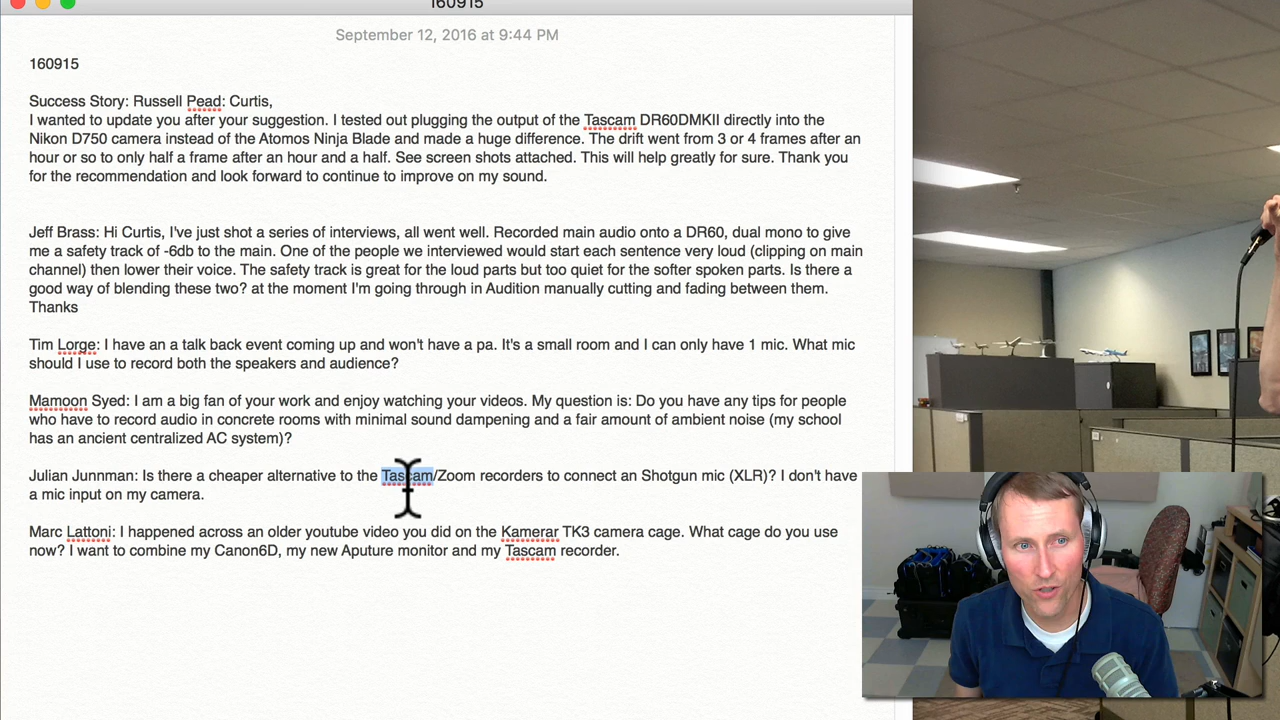 160915
September 12, 2016 at 9:44 PM
160915
Success Story: Russell Pead: Curtis,
I wanted to update you after your suggestion. I tested out plugging the output of the Tascam DR60DMKII directly into the
Nikon D750 camera instead of the Atomos Ninja Blade and made a huge difference. The drift went from 3 or 4 frames after an
hour or so to only half a frame after an hour and a half. See screen shots attached. This will help greatly for sure. Thank you
for the recommendation and look forward to continue to improve on my sound.
Jeff Brass: Hi Curtis, I've just shot a series of interviews, all went well. Recorded main audio onto a DR60, dual mono to give
me a safety track of -6db to the main. One of the people we interviewed would start each sentence very loud (clipping on main
channel) then lower their voice. The safety track is great for the loud parts but too quiet for the softer spoken parts. Is there a
good way of blending these two? at the moment I'm going through in Audition manually cutting and fading between them.
Thanks
Tim Lorge: I have an a talk back event coming up and won't have a pa. It's a small room and I can only have 1 mic. What mic
should I use to record both the speakers and audience?
Mamoon Syed: I am a big fan of your work and enjoy watching your videos. My question is: Do you have any tips for people
who have to record audio in concrete rooms with minimal sound dampening and a fair amount of ambient noise (my school
has an ancient centralized AC system)?
Julian Junnman: Is there a cheaper alternative to the Tascam/Zoom recorders to connect an Shotgun mic (XLR)? I don't have
a mic input on my camera.
Marc Lattoni: I happened across an older youtube video you did on the Kamerar TK3 camera cage. What cage do you use
now? I want to combine my Canon6D, my new Aputure monitor and my Tascam recorder.